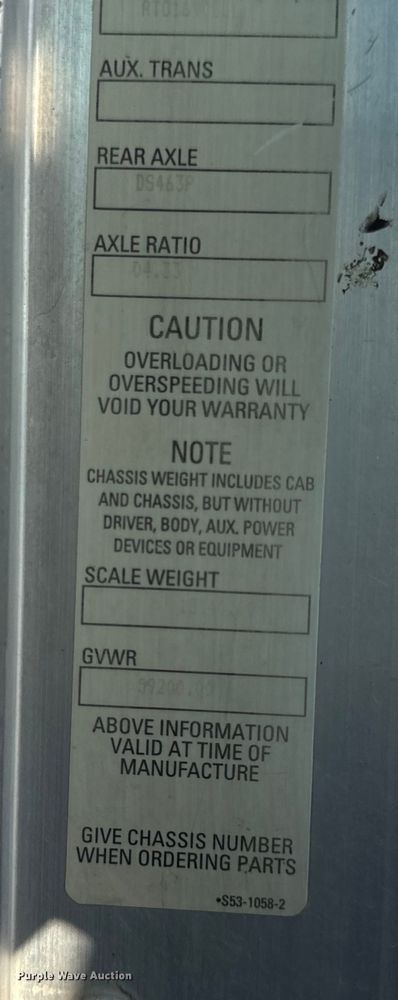 AUX. TRANS
REAR AXLE
DS463P
AXLE RATIO
04.33
CAUTION
OVERLOADING OR
OVERSPEEDING WILL
VOID YOUR WARRANTY
NOTE
CHASSIS WEIGHT INCLUDES CAB
AND CHASSIS, BUT WITHOUT
DRIVER, BODY, AUX. POWER
DEVICES OR EQUIPMENT
SCALE WEIGHT
GVWR
59200.00
ABOVE INFORMATION
VALID AT TIME OF
MANUFACTURE
GIVE CHASSIS NUMBER
WHEN ORDERING PARTS
•S53-1058-2
Purple Wave Auction